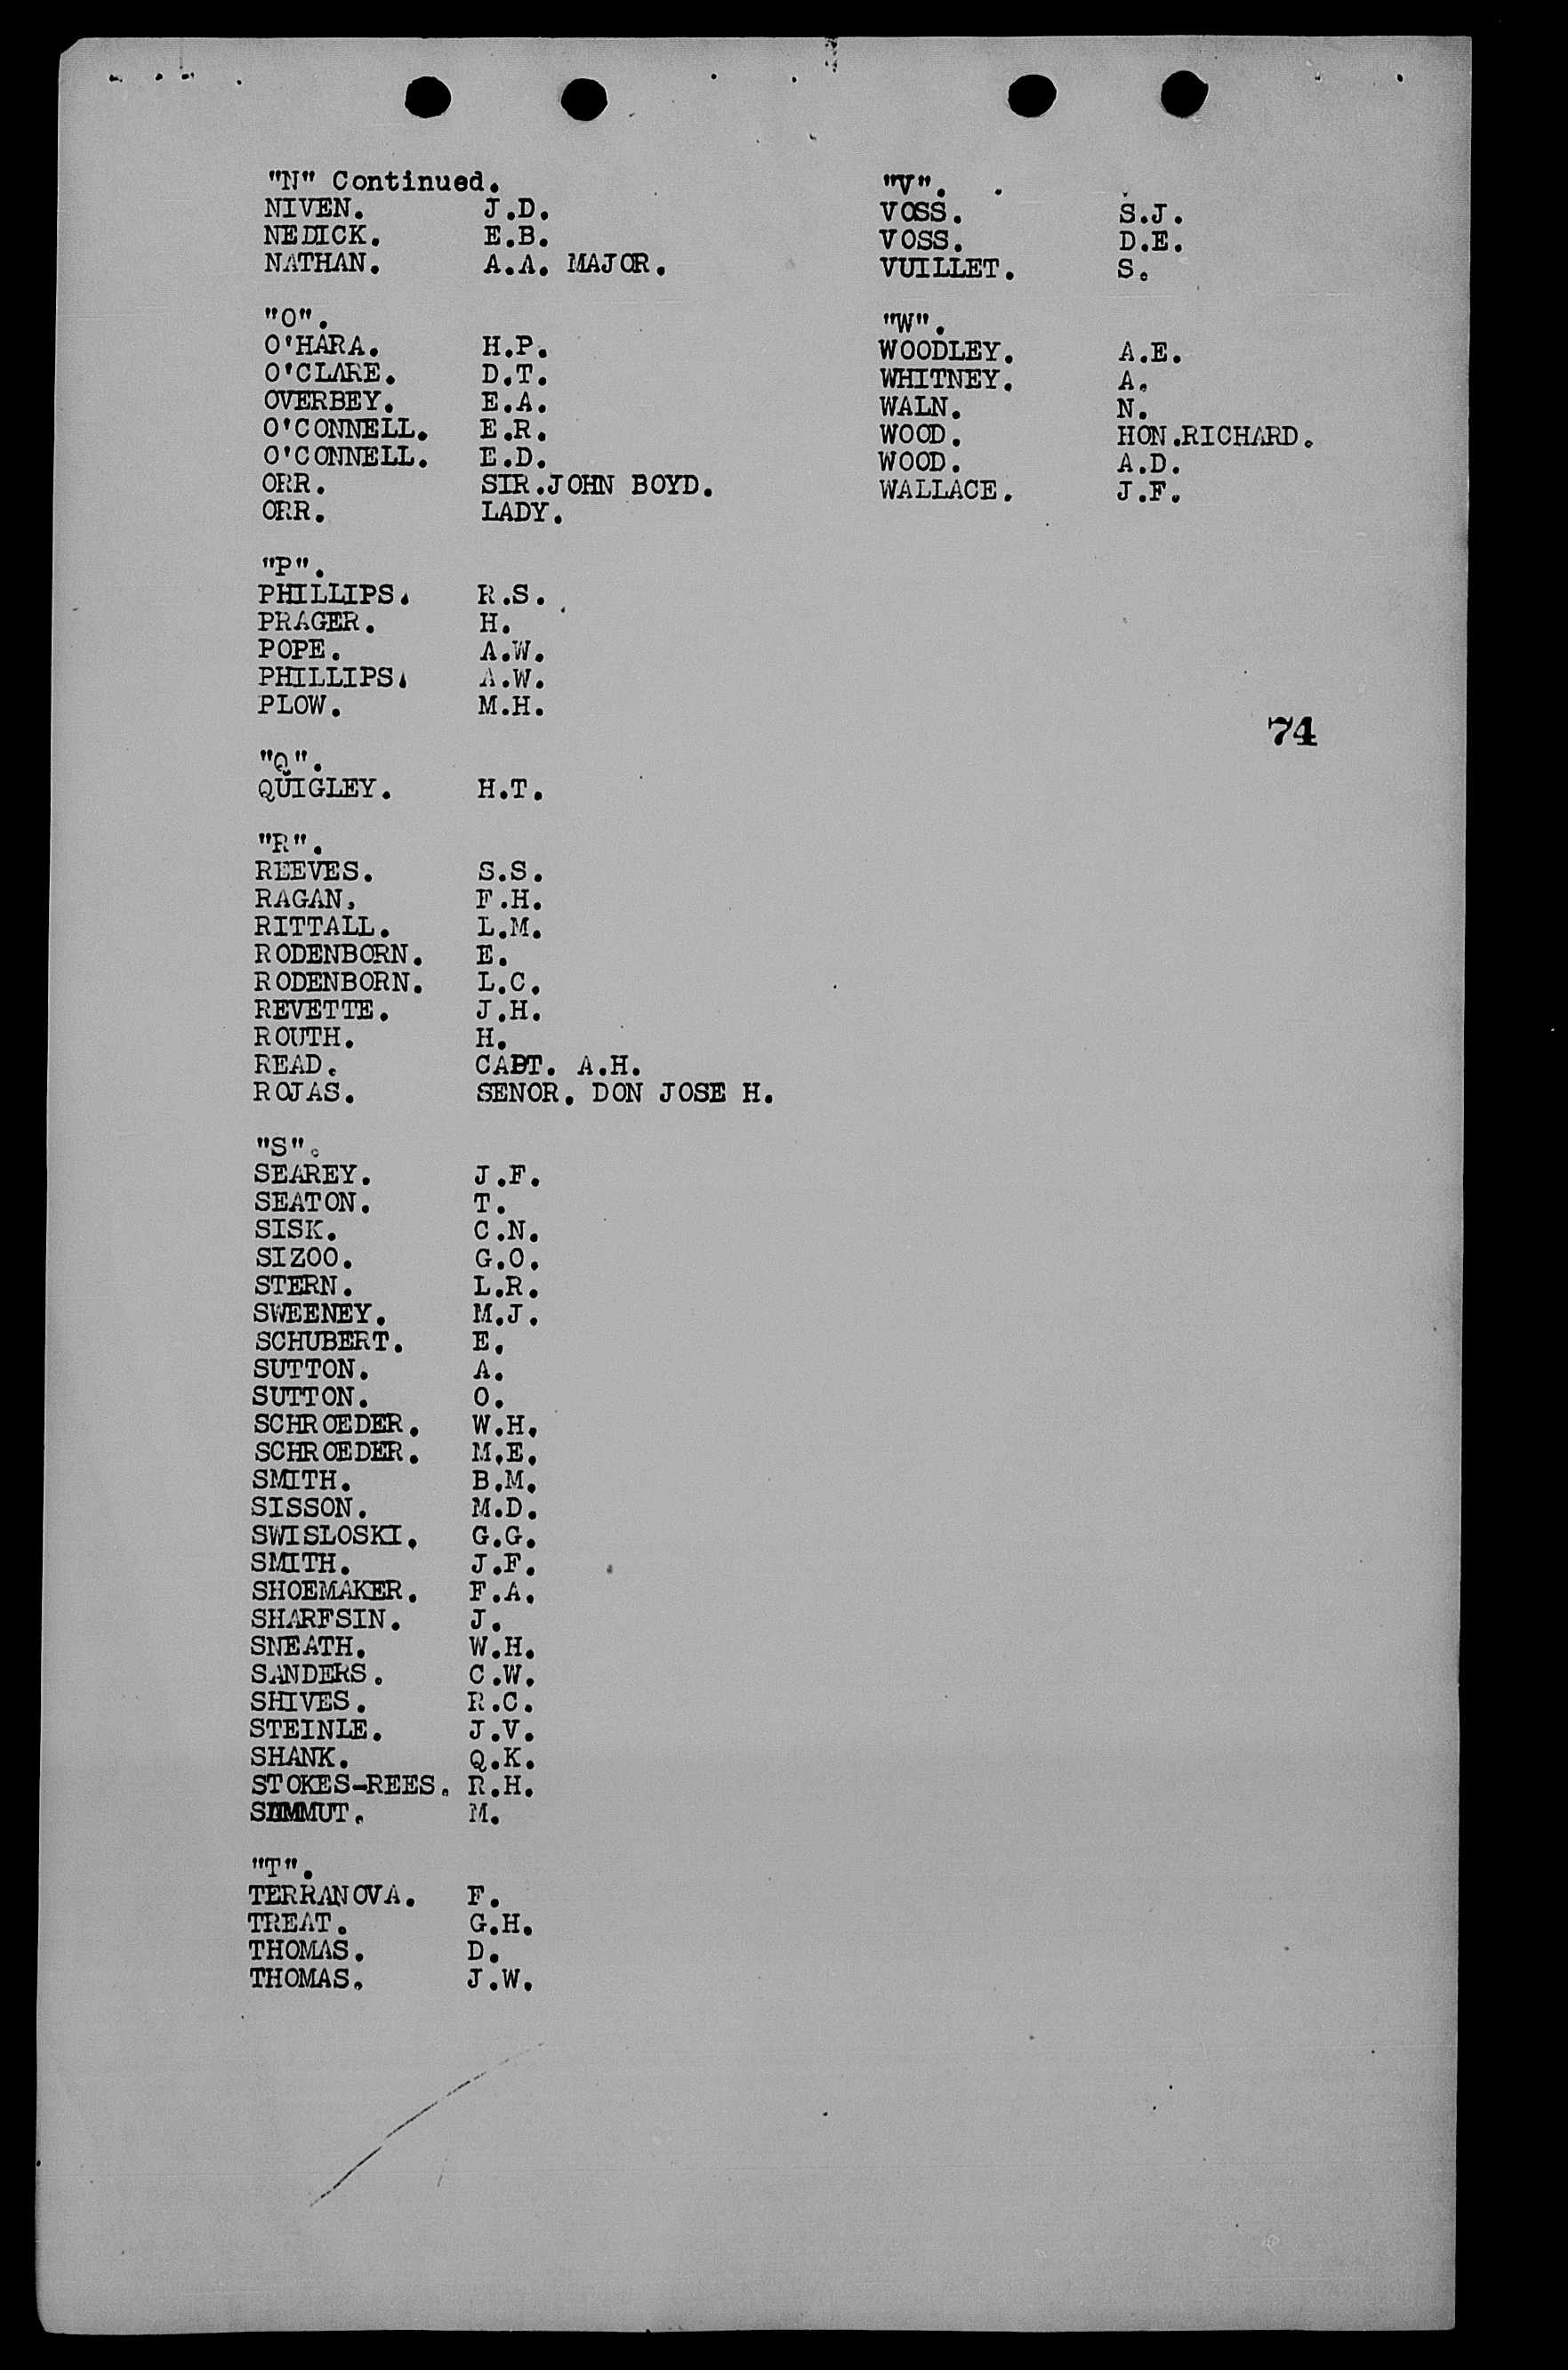 "N" Continued.
NIVEN. J.D.
NEDICK. E.B.
NATHAN. A.A. MAJOR.
"O".
O'HARA. H.P.
O'CLARE. D.T.
OVERBEY. E.A.
O'CONNELL. E.R.
O'CONNELL. E.D.
ORR. SIR.JOHN BOYD.
ORR. LADY.
"P".
PHILLIPS. R.S.
PRAGER. H.
POPE. A.W.
PHILLIPS. A.W.
PLOW. M.H.
"Q".
QUIGLEY. H.T.
"R".
REEVES. S.S.
RAGAN. F.H.
RITTALL. L.M.
RODENBORN. E.
RODENBORN. L.C.
REVETTE. J.H.
ROUTH. H.
READ. CAPT. A.H.
ROJAS. SENOR. DON JOSE H.
"S".
SEAREY. J.F.
SEATON. T.
SISK. C.N.
SIZOO. G.O.
STERN. L.R.
SWEENEY. M.J.
SCHUBERT. E.
SUTTON. A.
SUTTON. O.
SCHROEDER. W.H.
SCHROEDER. M.E.
SMITH. B.M.
SISSON. M.D.
SWISLOSKI. G.G.
SMITH. J.F.
SHOEMAKER. F.A.
SHARFSIN. J.
SNEATH. W.H.
SANDERS. C.W.
SHIVES. R.C.
STEINLE. J.V.
SHANK. Q.K.
STOKES-REES. R.H.
M.
"T".
TERRANOVA. F.
TREAT. G.H.
THOMAS. D.
THOMAS. J.W.
"V".
VOSS. S.J.
VOSS. D.E.
VUILLET. S.
"W".
WOODLEY. A.E.
WHITNEY. A.
WALN. N.
WOOD. HON.RICHARD.
WOOD. A.D.
WALLACE. J.F.
74